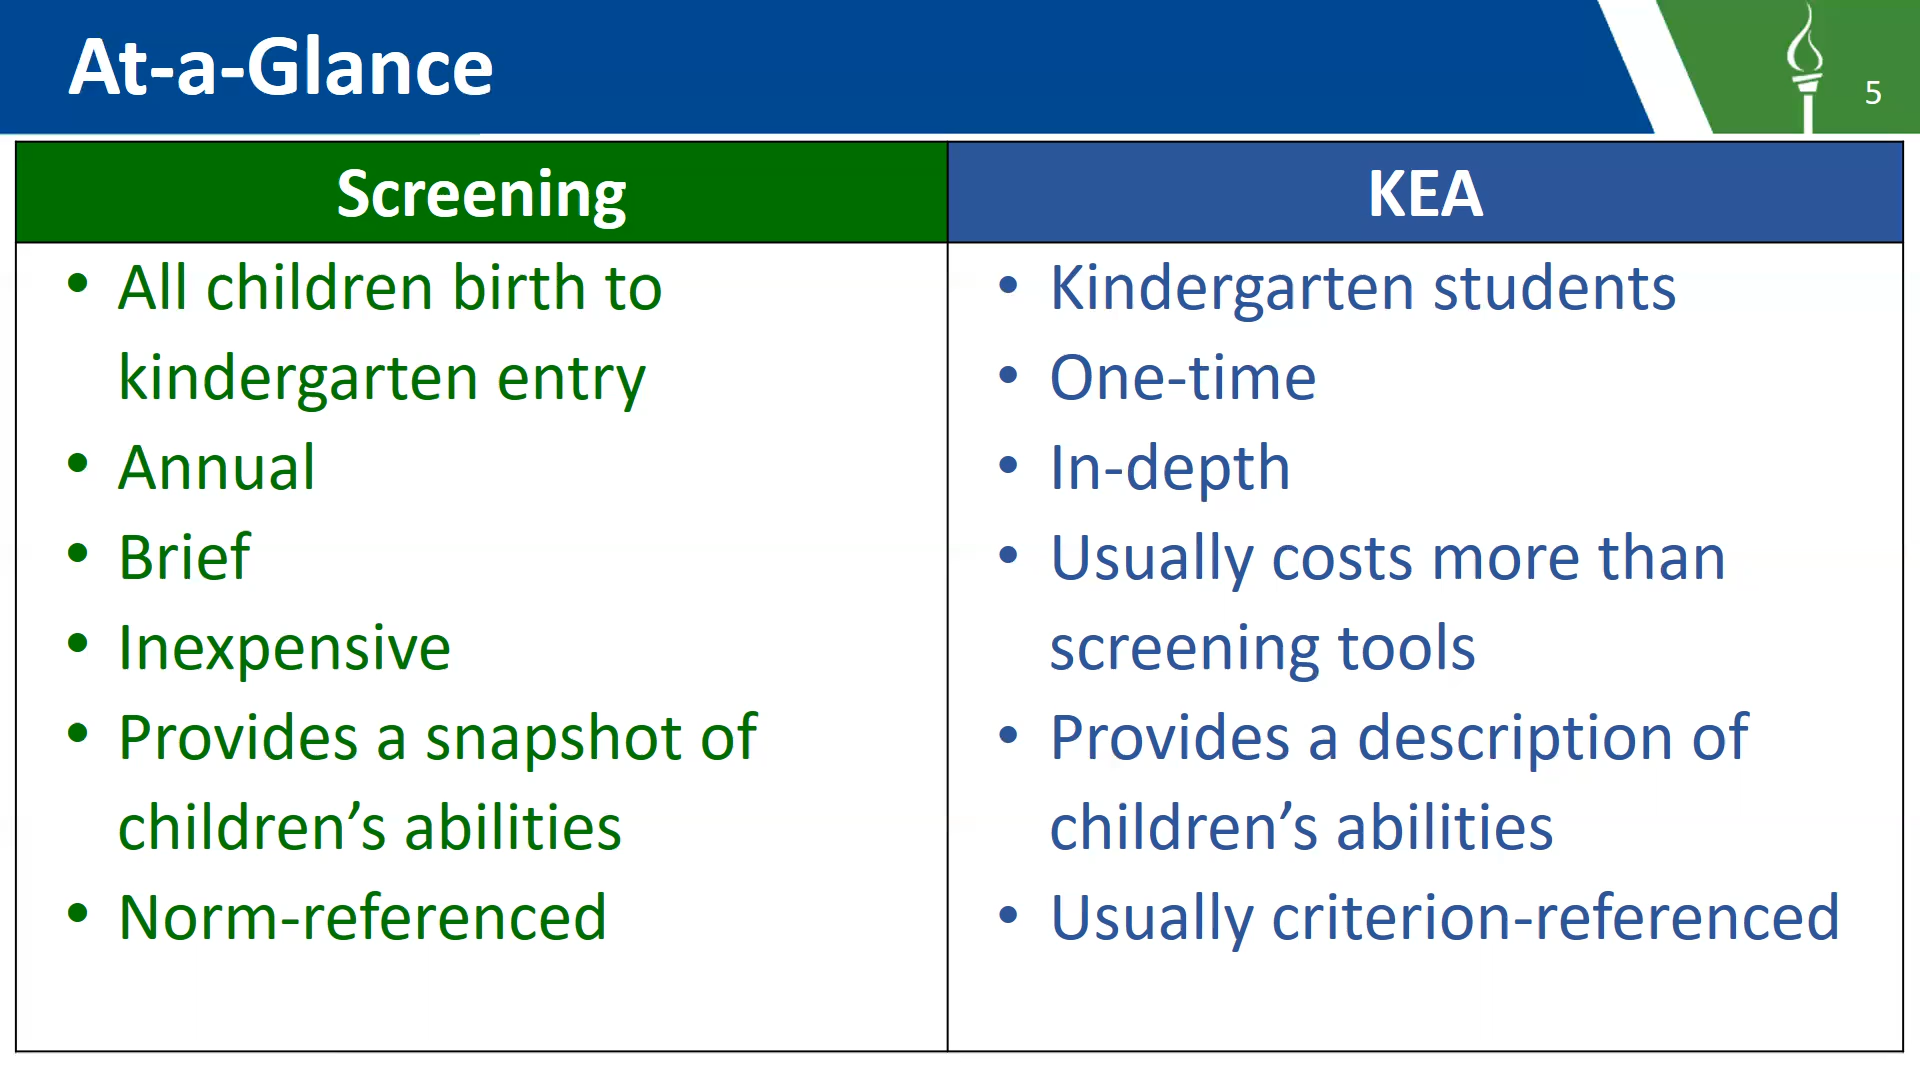 At-a-Glance
5
Screening
• All children birth to
kindergarten entry
• Annual
• Brief
• Inexpensive
• Provides a snapshot of
children’s abilities
• Norm-referenced
KEA
• Kindergarten students
• One-time
• In-depth
• Usually costs more than
screening tools
• Provides a description of
children’s abilities
• Usually criterion-referenced